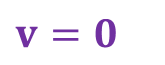 v = 0